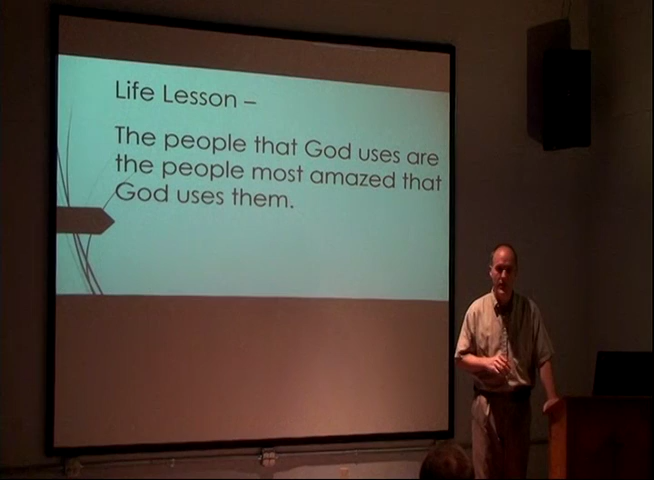 Life Lesson –
The people that God uses are
the people most amazed that
God uses them.